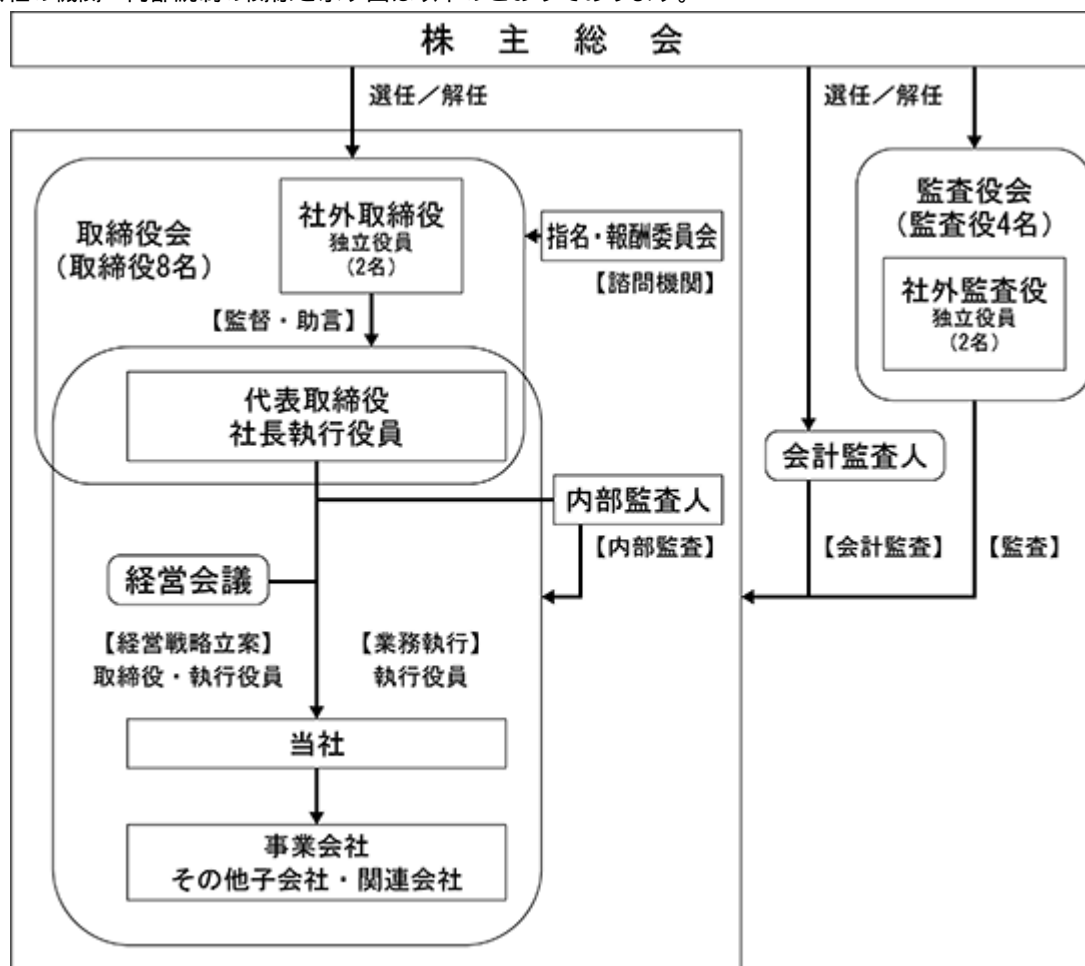 株主総会
選任／解任
選任／解任
取締役会
（取締役8名）
社外取締役
独立役員
（2名）
指名・報酬委員会
【諮問機関】
監査役会
（監査役4名）
社外監査役
独立役員
（2名）
【監督・助言】
代表取締役
社長執行役員
会計監査人
内部監査人
【内部監査】
【会計監査】
【監査】
経営会議
【経営戦略立案】
取締役・執行役員
【業務執行】
執行役員
当社
事業会社
その他子会社・関連会社